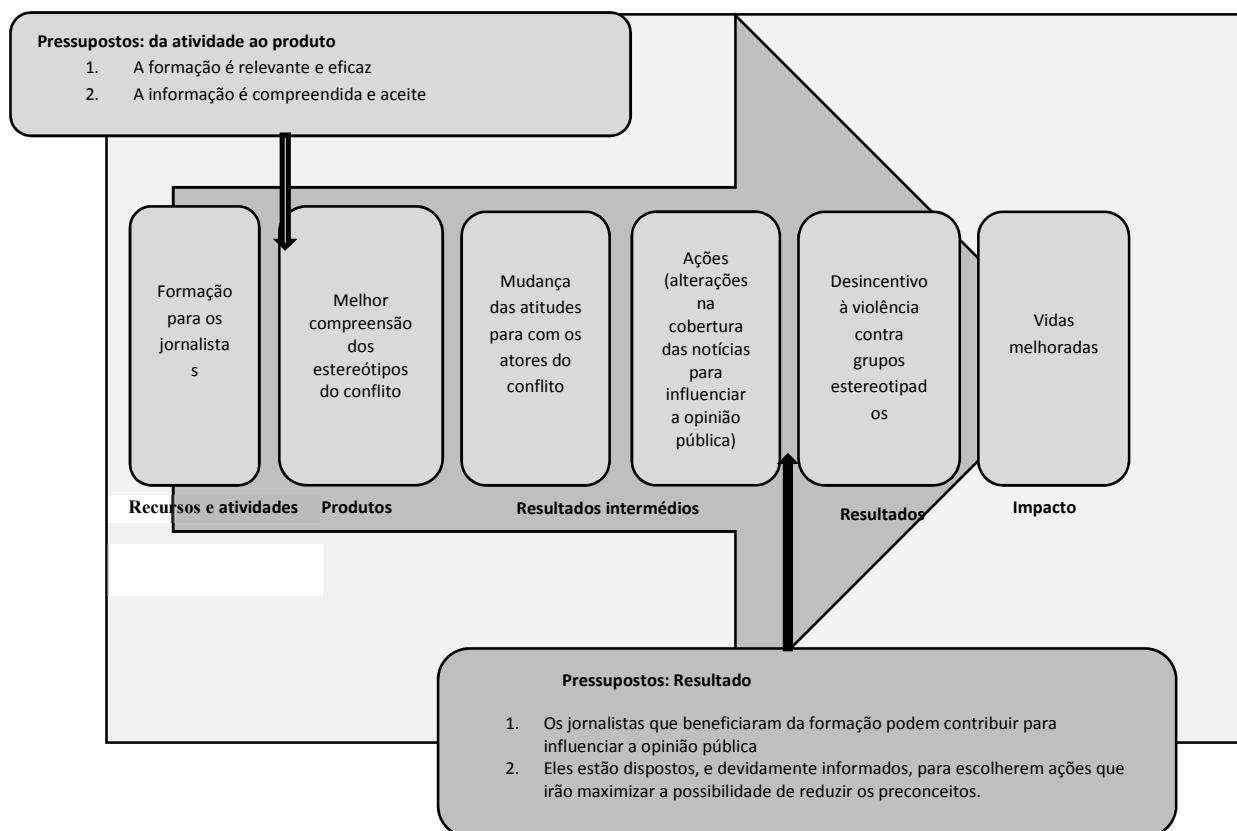 Pressupostos: da atividade ao produto
1. A formação é relevante e eficaz
2. A informação é compreendida e aceite
Formação
para os
jornalista
s
Melhor
compreensão
dos
estereótipos
do conflito
Mudança
das atitudes
para com os
atores do
conflito
Ações
(alterações
na
cobertura
das notícias
para
influenciar
a opinião
pública)
Desincentivo
à violência
contra
grupos
estereotipad
os
Vidas
melhoradas
Recursos e atividades
Produtos
Resultados intermédios
Resultados
Impacto
Pressupostos: Resultado
1. Os jornalistas que beneficiaram da formação podem contribuir para
influenciar a opinião pública
2. Eles estão dispostos, e devidamente informados, para escolherem ações que
irão maximizar a possibilidade de reduzir os preconceitos.